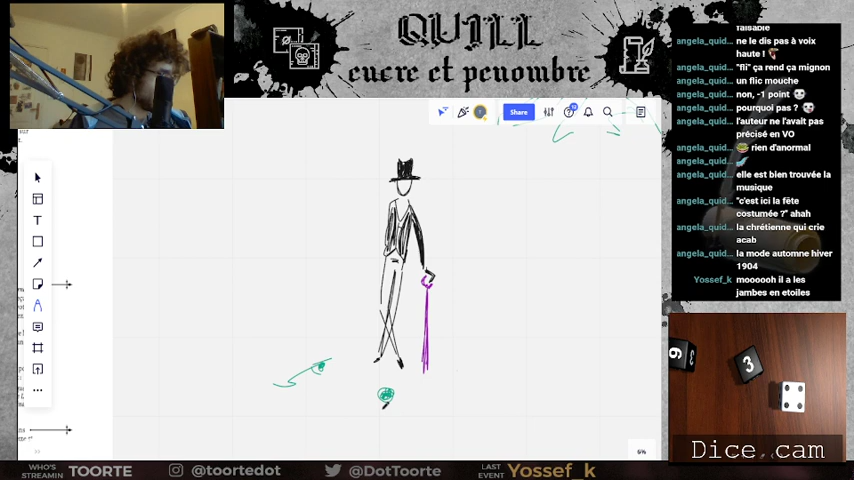 QUILL
encre et penombre
Share
6%
faisable
angela_quid... ne le dis pas à voix
haute !
angela_quid... "fli" ça rend ça mignon
angela_quid... un flic mouche
angela_quid... non, -1 point
angela_quid... pourquoi pas ?
angela_quid... l'auteur ne l'avait pas
précisé en VO
angela_quid... rien d'anormal
angela_quid...
angela_quid... elle est bien trouvée la
musique
angela_quid... "c'est ici la fête
costumée ?" ahah
angela_quid... la chrétienne qui crie
acab
angela_quid... la mode automne hiver
1904
Yossef_k moooooh il a les
jambes en etoiles
3
Dice.cam
WHO'S
STREAMIN TOORTE @toortedot @DotToorte LAST
EVENT Yossef_k